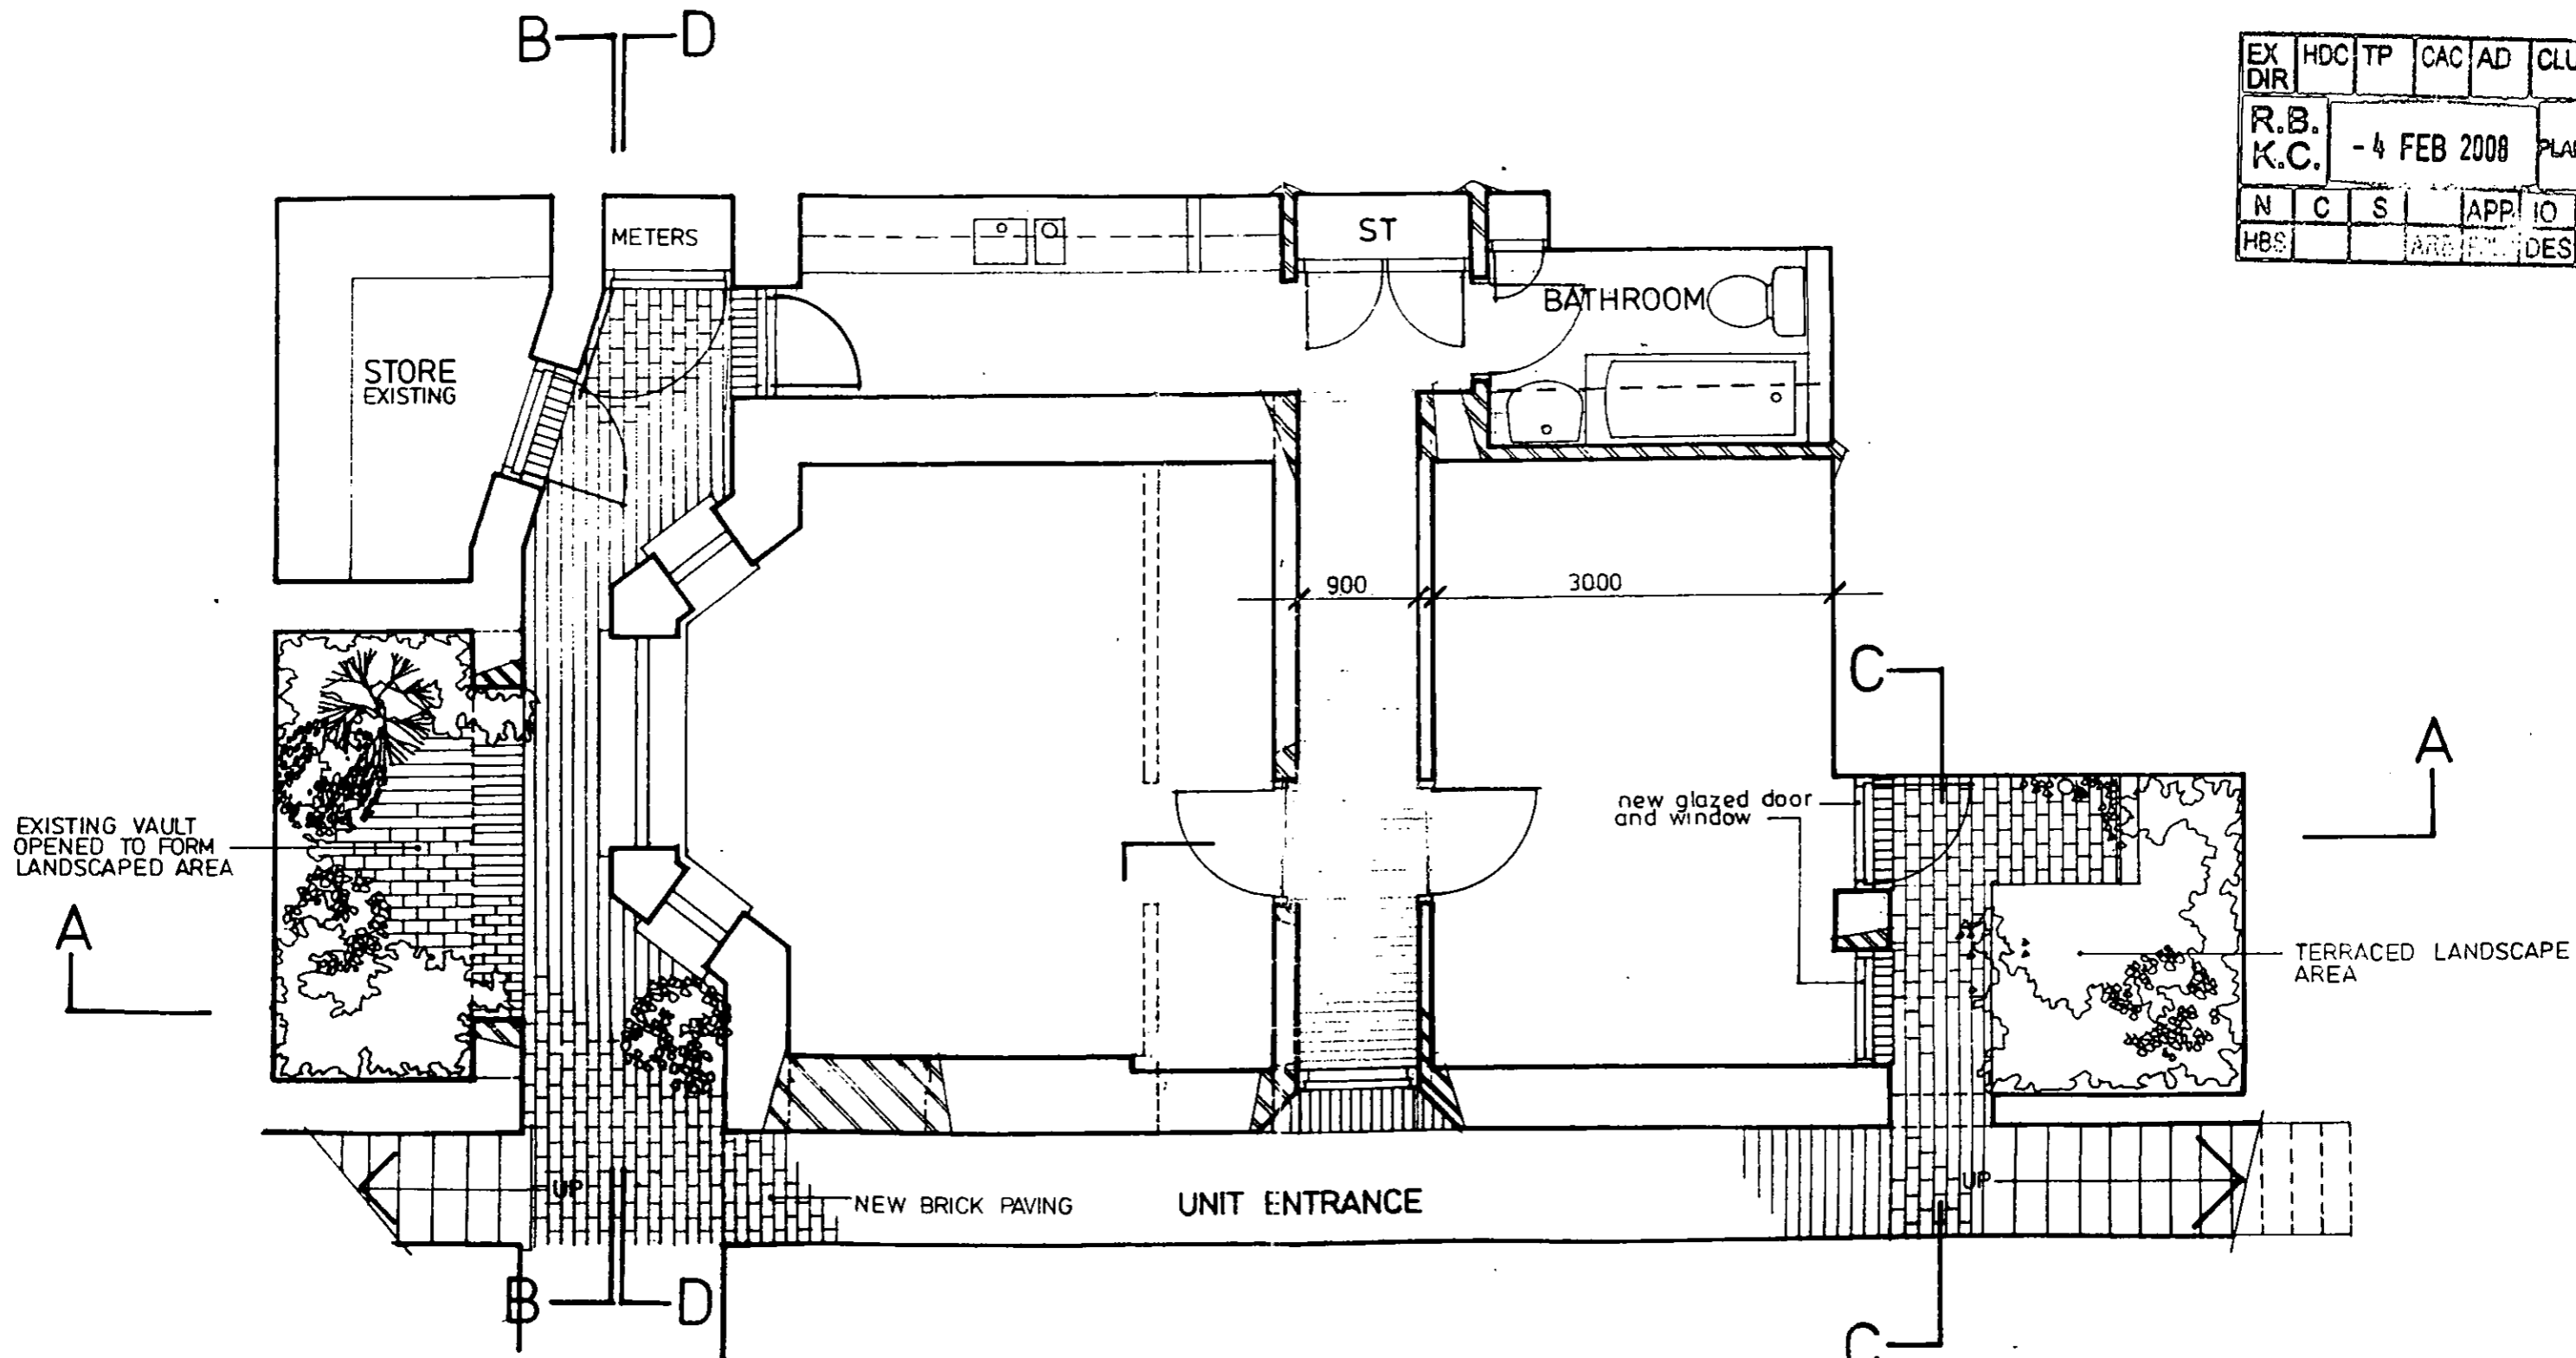 B D
EX DIR HDC TP CAC AD CLU
R.B. K.C. - 4 FEB 2008
N C S APP IO
HBS ARB DES
METERS
ST
BATHROOM
STORE
EXISTING
900
3000
C
A
new glazed door
and window
EXISTING VAULT
OPENED TO FORM
LANDSCAPED AREA
A
TERRACED LANDSCAPE
AREA
UP
NEW BRICK PAVING
UNIT ENTRANCE
UP
B D
C